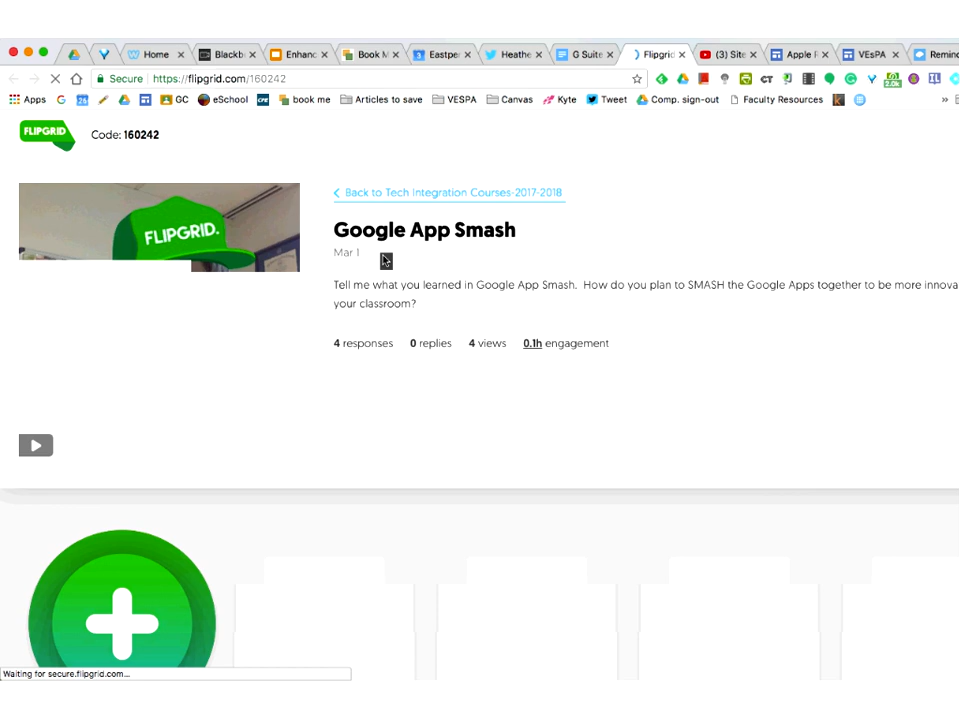 Home
Blackb
Enhanc
Book M
Eastpe
Heathe
G Suite
Flipgri
(3) Site
Apple
VEsPA
Remin
Secure https://flipgrid.com/160242
Apps GC eSchool book me Articles to save VESPA Canvas Kyte Tweet Comp. sign-out Faculty Resources
FLIPGRID
Code: 160242
FLIPGRID.
Back to Tech Integration Courses-2017-2018
Google App Smash
Mar 1
Tell me what you learned in Google App Smash. How do you plan to SMASH the Google Apps together to be more innova
your classroom?
4 responses 0 replies 4 views 0.1h engagement
Waiting for secure.flipgrid.com...